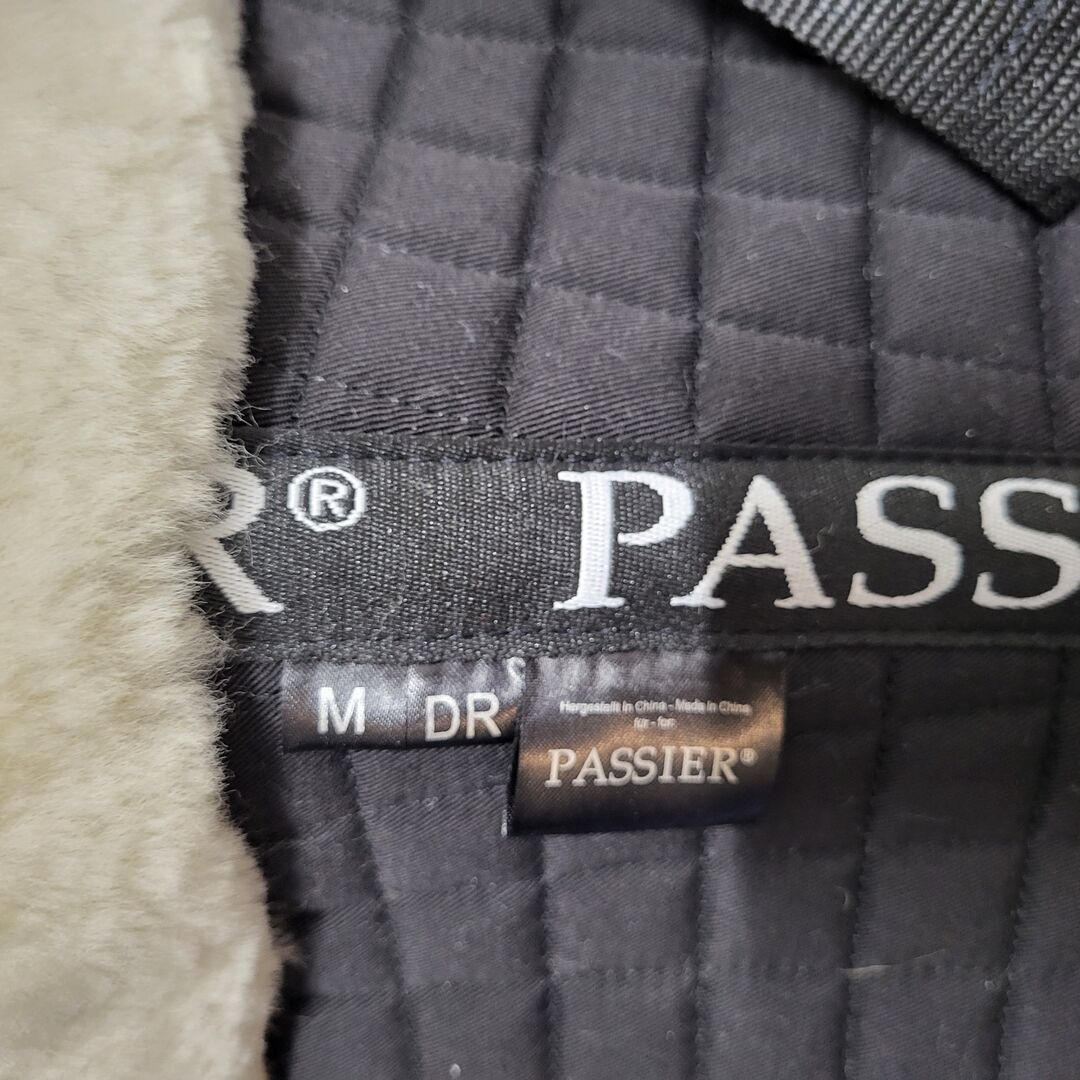 R® PASS
M DR
Hergestellt in China - Made in China
für - for:
PASSIER®